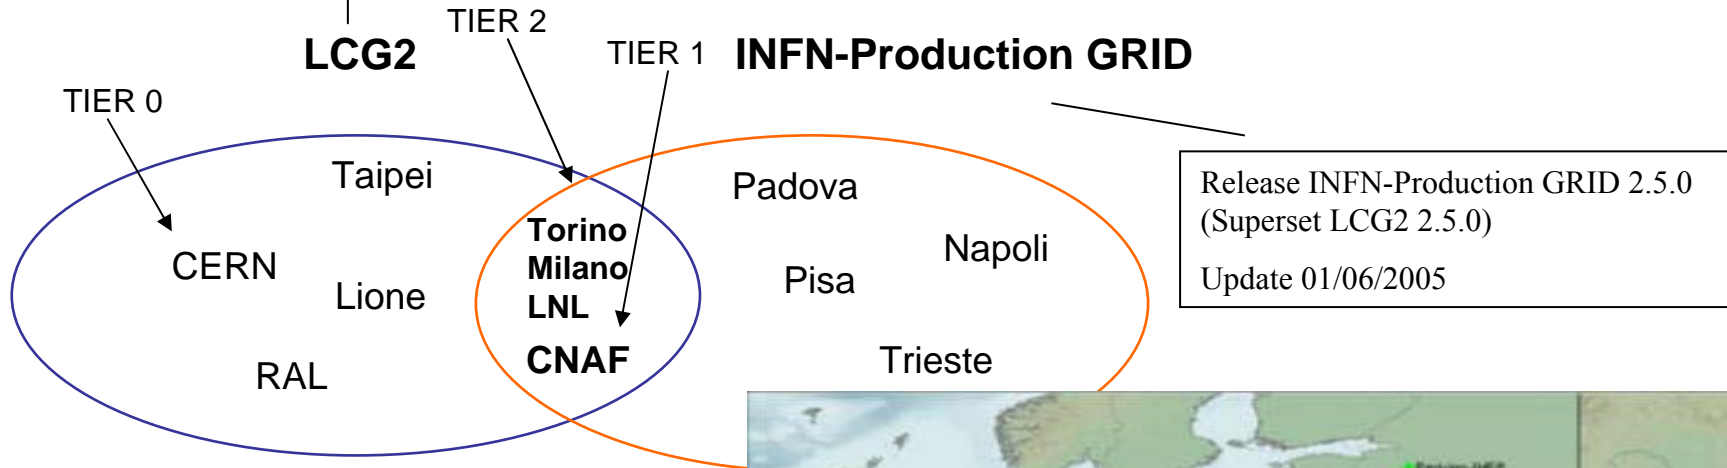 TIER 2
LCG2
TIER 1
INFN-Production GRID
TIER 0
Taipei
Padova
Release INFN-Production GRID 2.5.0
(Superset LCG2 2.5.0)
Update 01/06/2005
Torino
Milano
LNL
CNAF
CERN
Lione
RAL
Napoli
Pisa
Trieste